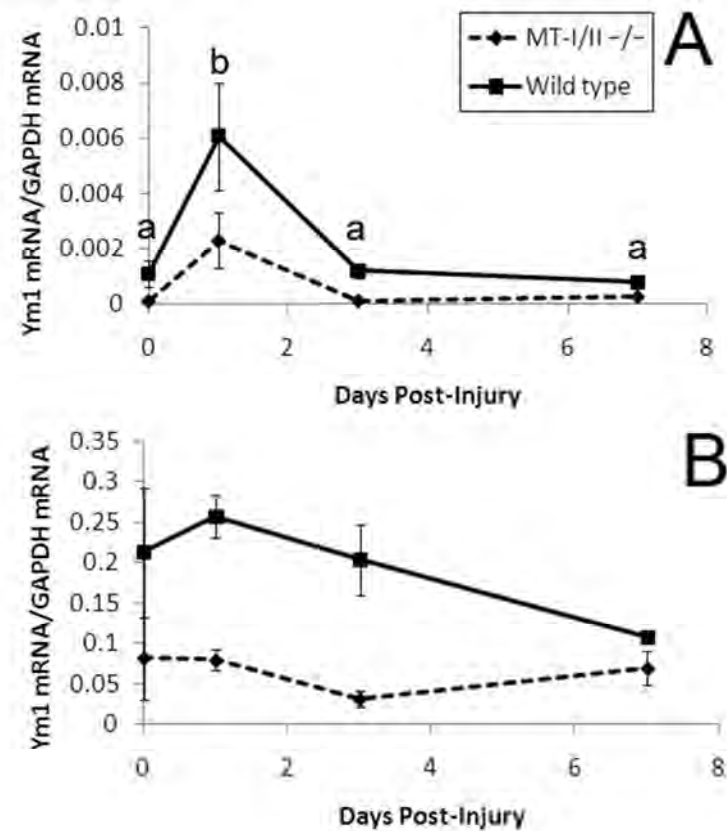 0.01
0.008
0.006
0.004
0.002
0
Ym1 mRNA/GAPDH mRNA
a
b
a
a
MT-I/II −/−
Wild type
A
0
2
4
6
8
Days Post-Injury
0.35
0.3
0.25
0.2
0.15
0.1
0.05
0
Ym1 mRNA/GAPDH mRNA
B
0
2
4
6
8
Days Post-Injury